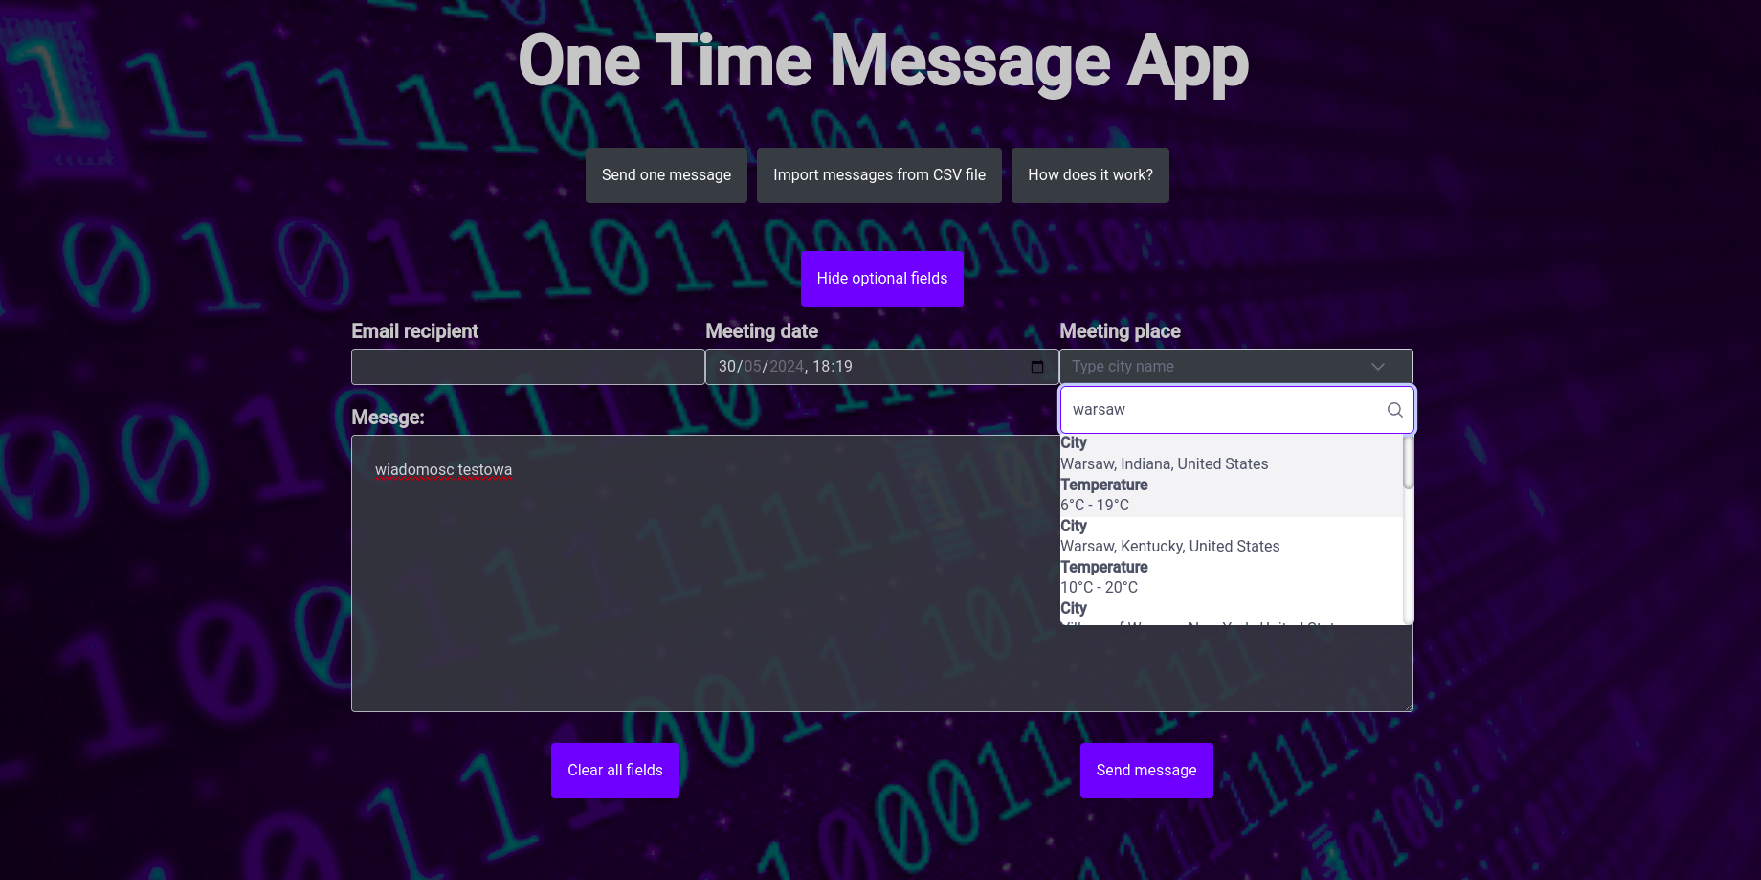 One Time Message App
Send one message
Import messages from CSV file
How does it work?
Hide optional fields
Email recipient
Meeting date
Meeting place
30/05/2024, 18:19
Type city name
warsaw
Messge:
wiadomosc testowa
City
Warsaw, Indiana, United States
Temperature
6°C - 19°C
City
Warsaw, Kentucky, United States
Temperature
10°C - 20°C
City
Clear all fields
Send message